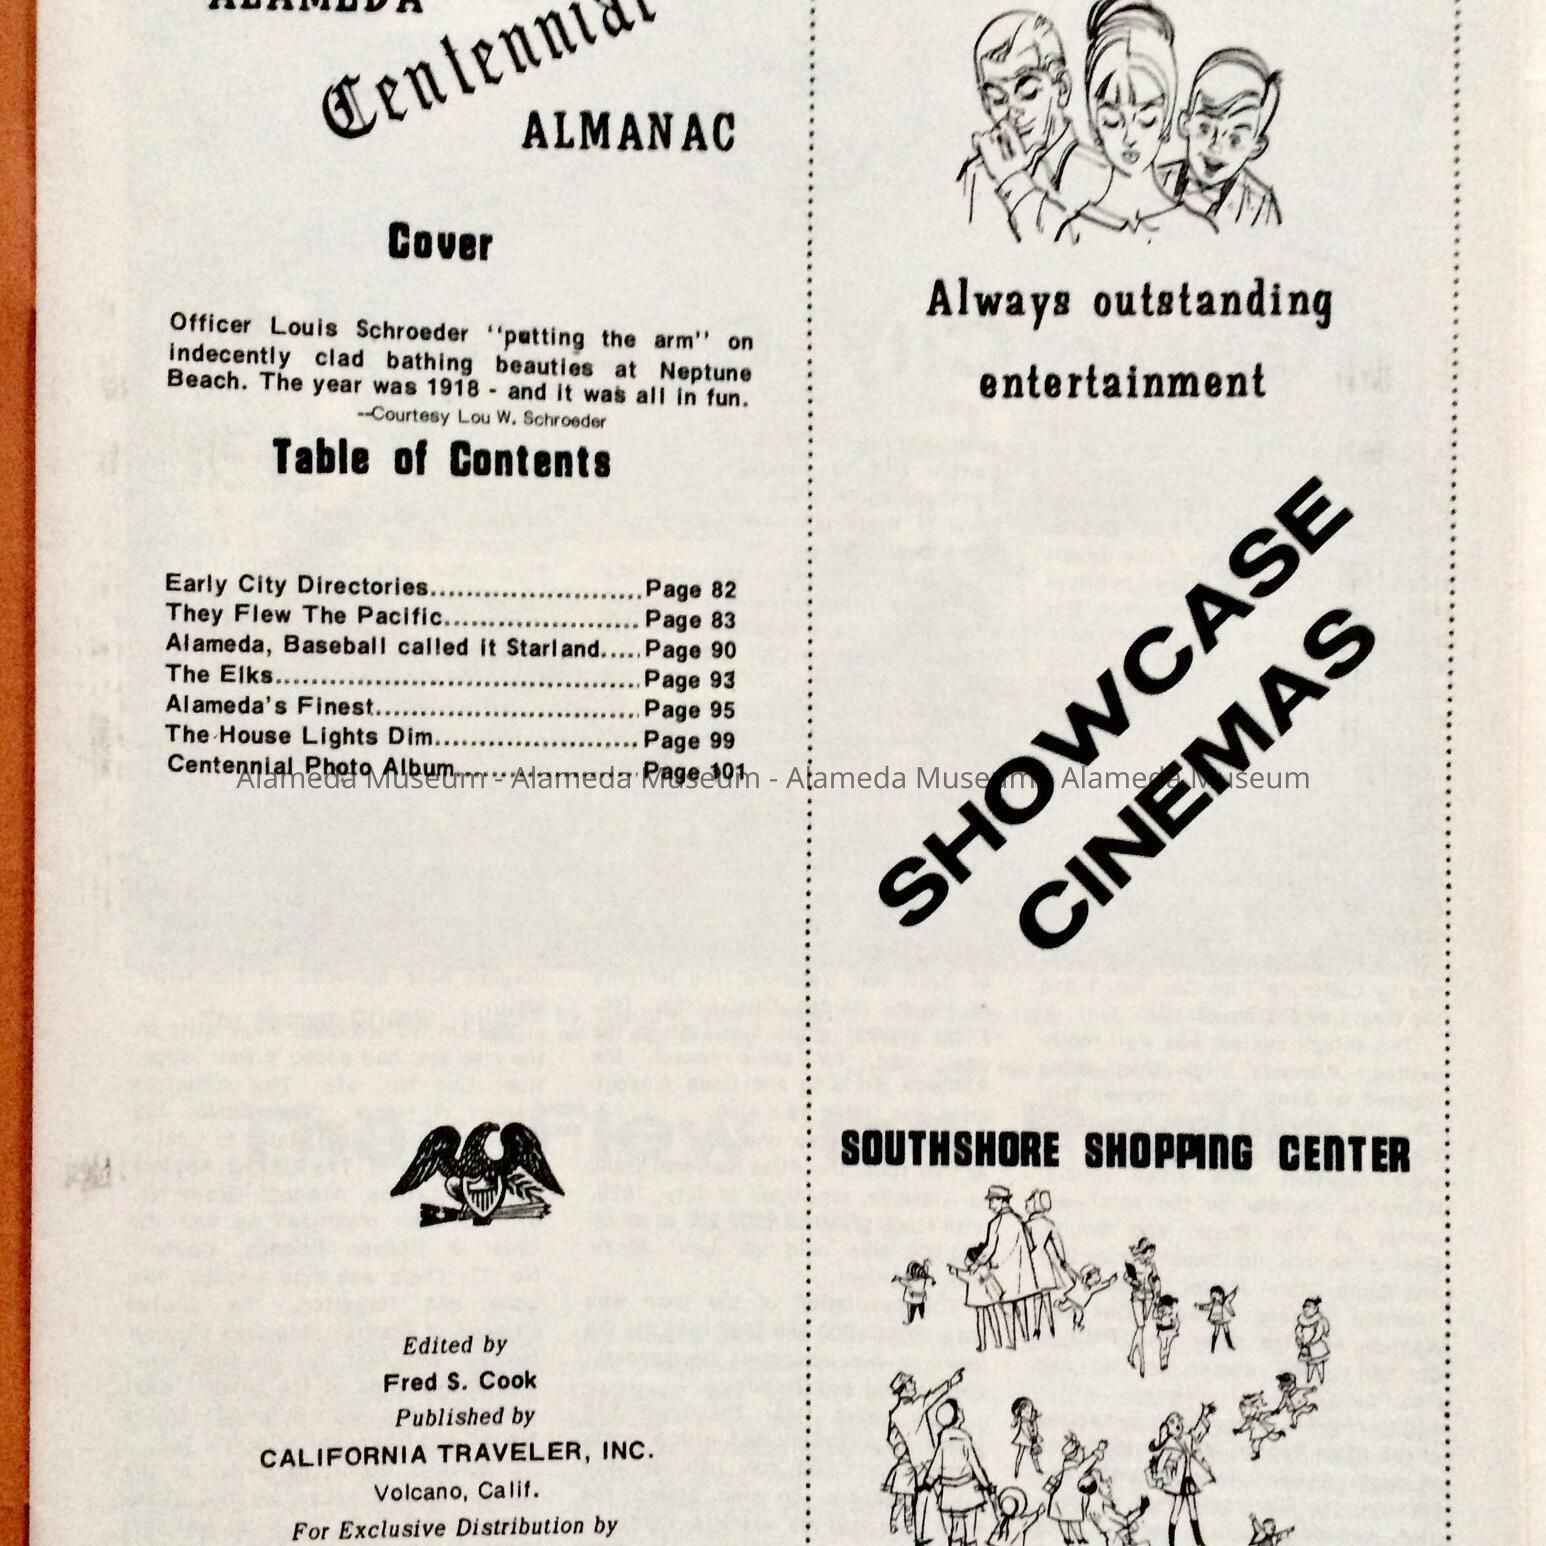 ALAMEDA
Centennial
ALMANAC
Cover
Officer Louis Schroeder ‘‘putting the arm’’ on
indecently clad bathing beauties at Neptune
Beach. The year was 1918 - and it was all in fun.
--Courtesy Lou W. Schroeder
Table of Contents
Early City Directories........................Page 82
They Flew The Pacific......................Page 83
Alameda, Baseball called it Starland.....Page 90
The Elks.........................................Page 93
Alameda's Finest..............................Page 95
The House Lights Dim.......................Page 99
Centennial Photo Album....................Page 101
Edited by
Fred S. Cook
Published by
CALIFORNIA TRAVELER, INC.
Volcano, Calif.
For Exclusive Distribution by
Always outstanding
entertainment
SHOWCASE
CINEMAS
SOUTHSHORE SHOPPING CENTER
Alameda Museum - Alameda Museum - Alameda Museum - Alameda Museum